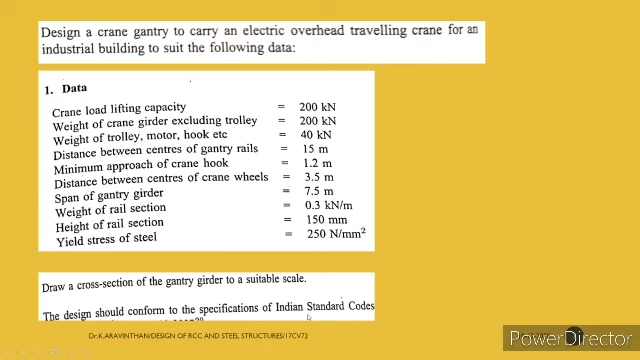 Design a crane gantry to carry an electric overhead travelling crane for an
industrial building to suit the following data:
1. Data
Crane load lifting capacity = 200 kN
Weight of crane girder excluding trolley = 200 kN
Weight of trolley, motor, hook etc = 40 kN
Distance between centres of gantry rails = 15 m
Minimum approach of crane hook = 1.2 m
Distance between centres of crane wheels = 3.5 m
Span of gantry girder = 7.5 m
Weight of rail section = 0.3 kN/m
Height of rail section = 150 mm
Yield stress of steel = 250 N/mm²
Draw a cross-section of the gantry girder to a suitable scale.
The design should conform to the specifications of Indian Standard Codes
Dr.K.ARAVINTHAN/DESIGN OF RCC AND STEEL STRUCTURES/17CV72
PowerDirector